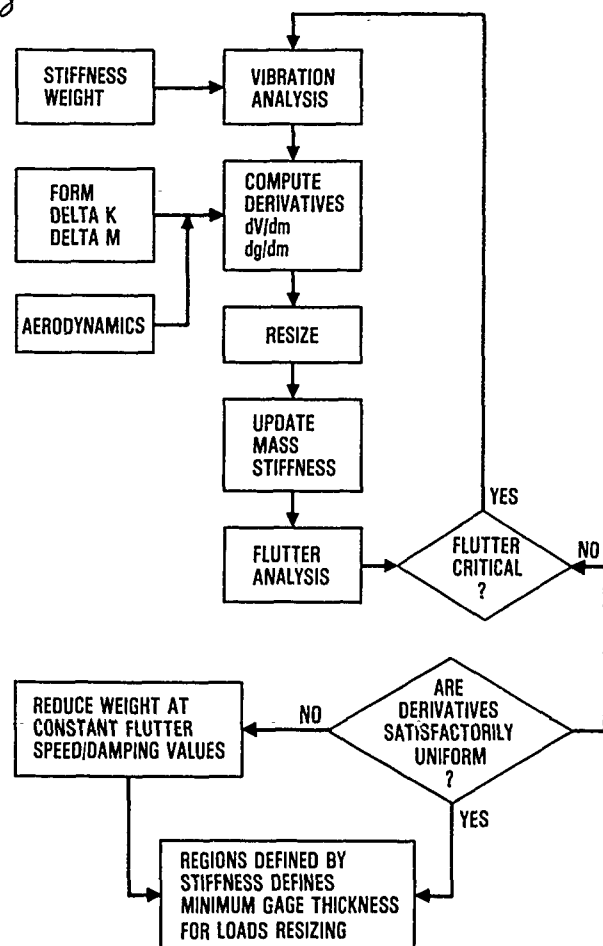 STIFFNESS
WEIGHT
VIBRATION
ANALYSIS
FORM
DELTA K
DELTA M
COMPUTE
DERIVATIVES
dV/dm
dg/dm
AERODYNAMICS
RESIZE
UPDATE
MASS
STIFFNESS
YES
FLUTTER
ANALYSIS
FLUTTER
CRITICAL
?
NO
REDUCE WEIGHT AT
CONSTANT FLUTTER
SPEED/DAMPING VALUES
NO
ARE
DERIVATIVES
SATISFACTORILY
UNIFORM
?
YES
REGIONS DEFINED BY
STIFFNESS DEFINES
MINIMUM GAGE THICKNESS
FOR LOADS RESIZING